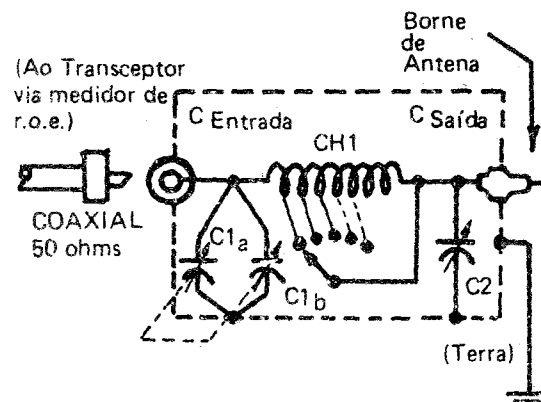 Borne
de
Antena
(Ao Transceptor
via medidor de
r.o.e.)
C Entrada
C Saída
CH1
COAXIAL
50 ohms
C1a
C1b
C2
(Terra)